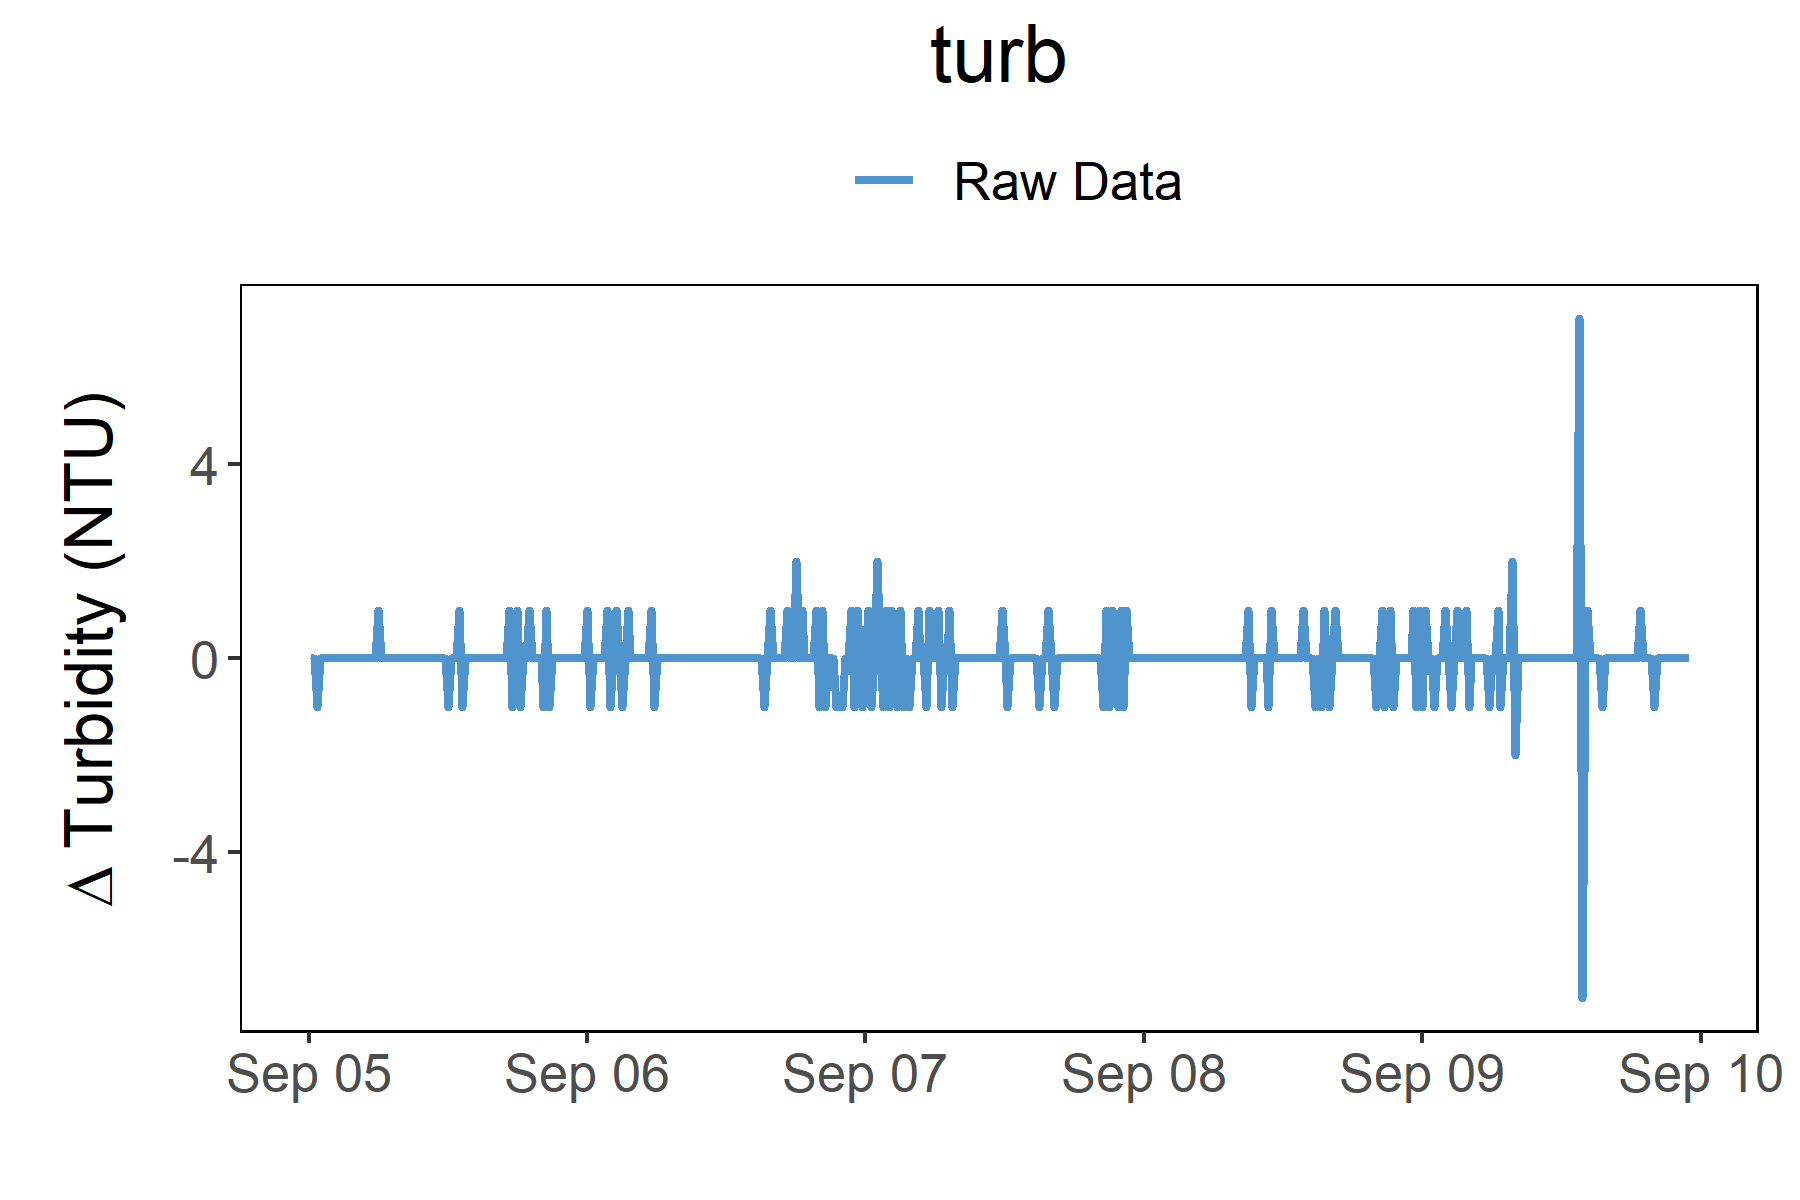 turb
Raw Data
Δ Turbidity (NTU)
4
0
-4
Sep 05 Sep 06 Sep 07 Sep 08 Sep 09 Sep 10